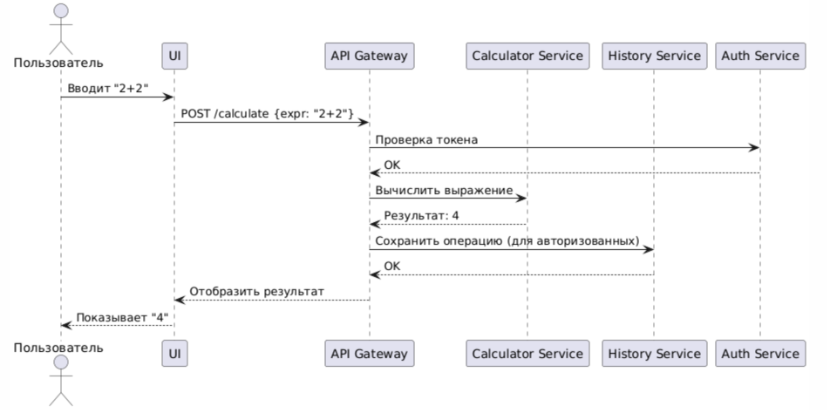 Пользователь
UI
API Gateway
Calculator Service
History Service
Auth Service
Вводит "2+2"
POST /calculate {expr: "2+2"}
Проверка токена
OK
Вычислить выражение
Результат: 4
Сохранить операцию (для авторизованных)
OK
Отобразить результат
Показывает "4"
Пользователь
UI
API Gateway
Calculator Service
History Service
Auth Service